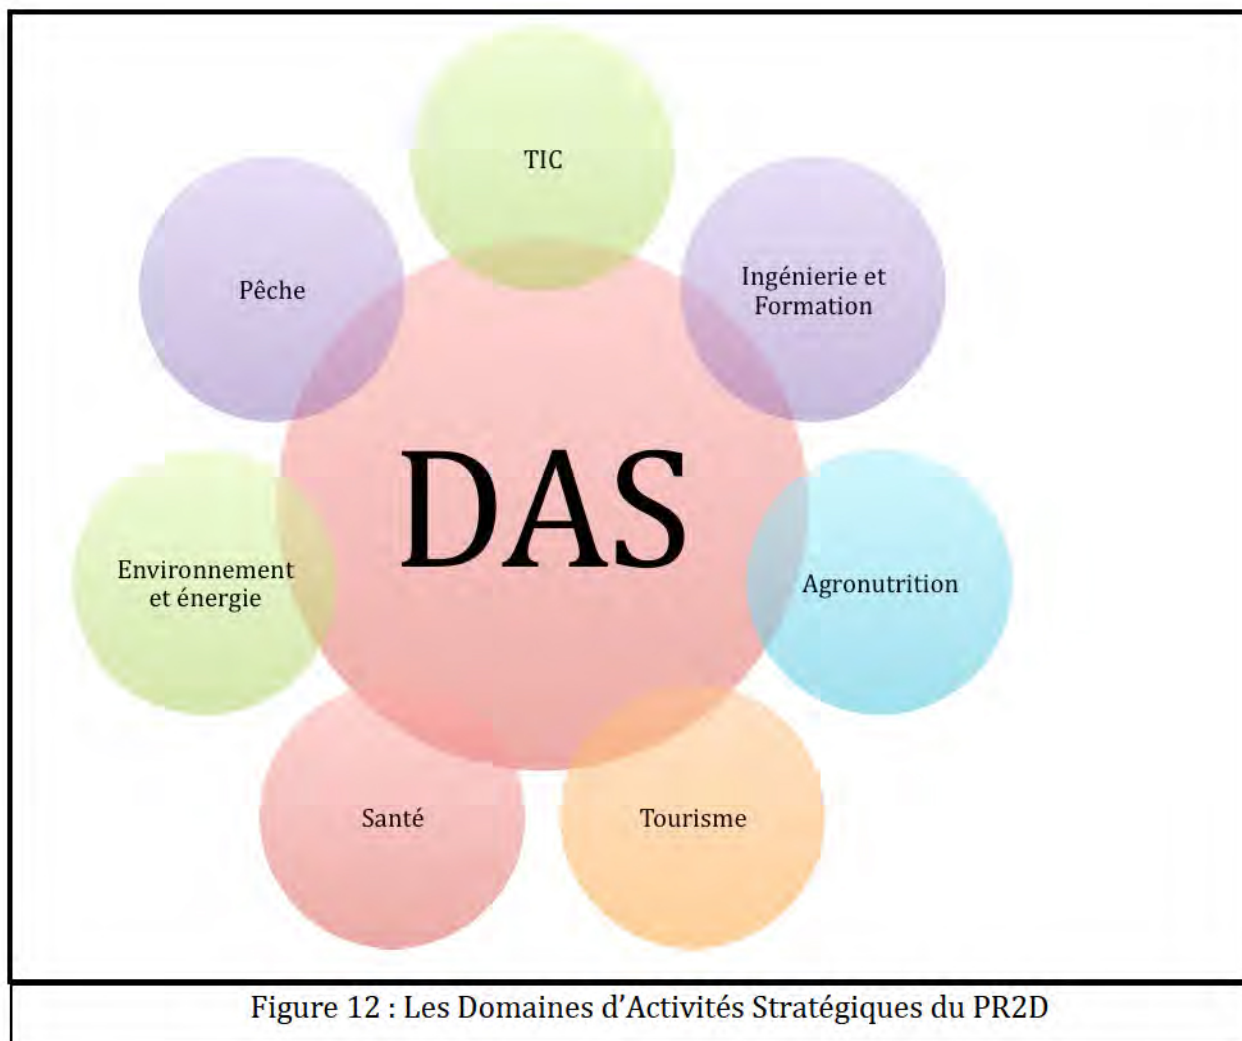 TIC
Pêche
Ingénierie et
Formation
DAS
Environnement
et énergie
Agronutrition
Santé
Tourisme
Figure 12 : Les Domaines d’Activités Stratégiques du PR2D